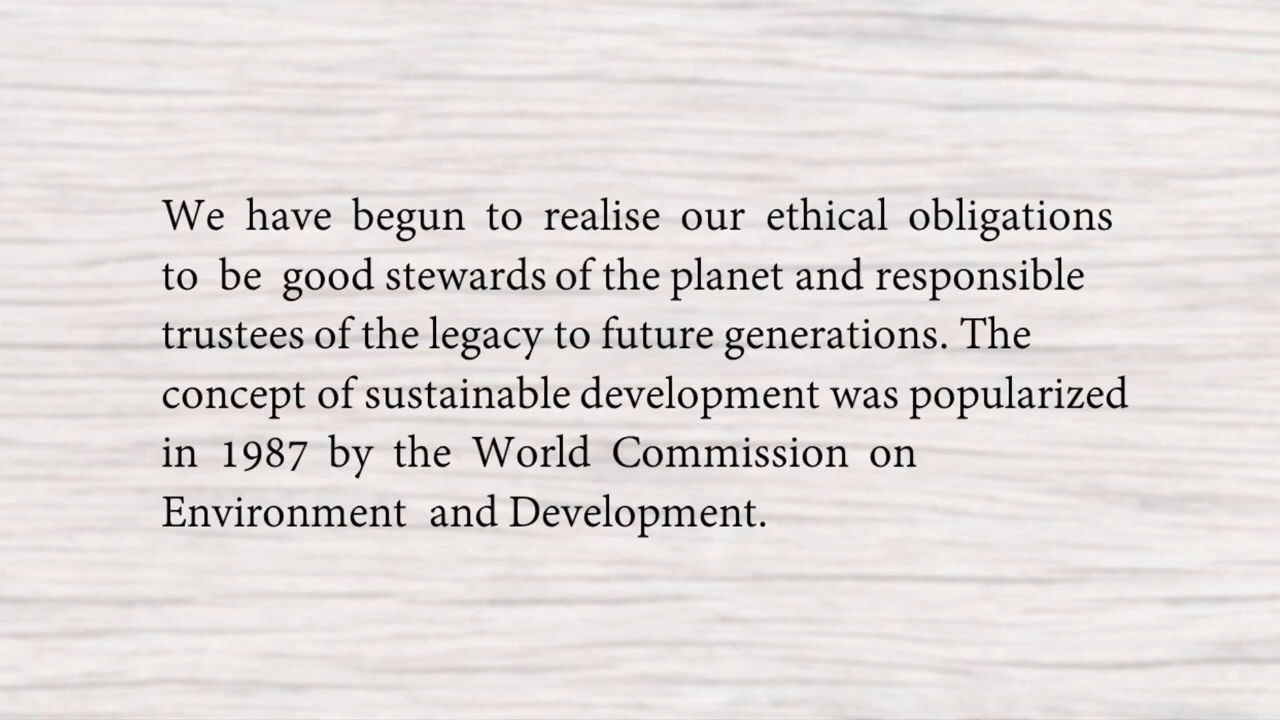 We have begun to realise our ethical obligations
to be good stewards of the planet and responsible
trustees of the legacy to future generations. The
concept of sustainable development was popularized
in 1987 by the World Commission on
Environment and Development.